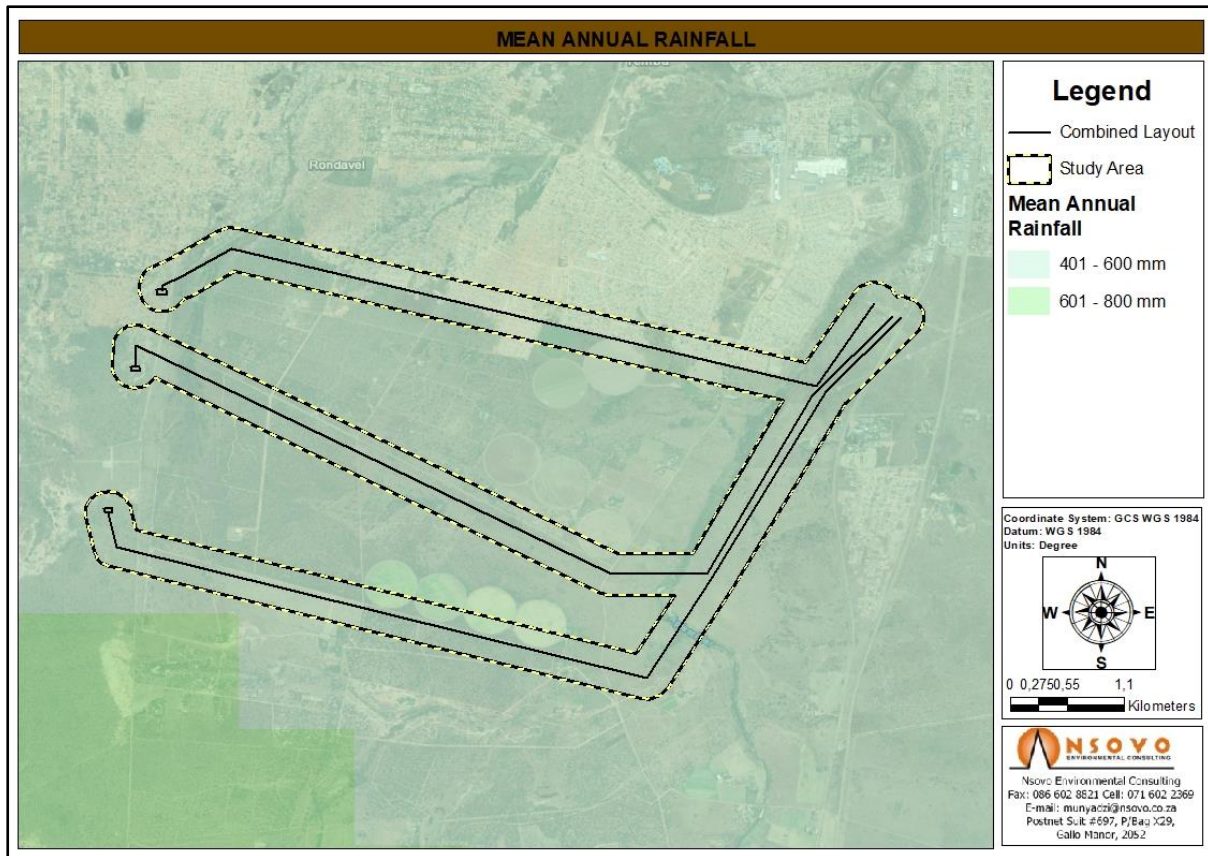 MEAN ANNUAL RAINFALL
Temba
Rondavel
Legend
Combined Layout
Study Area
Mean Annual
Rainfall
401 - 600 mm
601 - 800 mm
Coordinate System: GCS WGS 1984
Datum: WGS 1984
Units: Degree
N
W
E
S
0 0,2750,55 1,1
Kilometers
NSOVO
ENVIRONMENTAL CONSULTING
Nsovo Environmental Consulting
Fax: 086 602 8821 Cell: 071 602 2369
E-mail: munyadzi@nsovo.co.za
Postnet Suit #697, P/Bag X29,
Gallo Manor, 2052